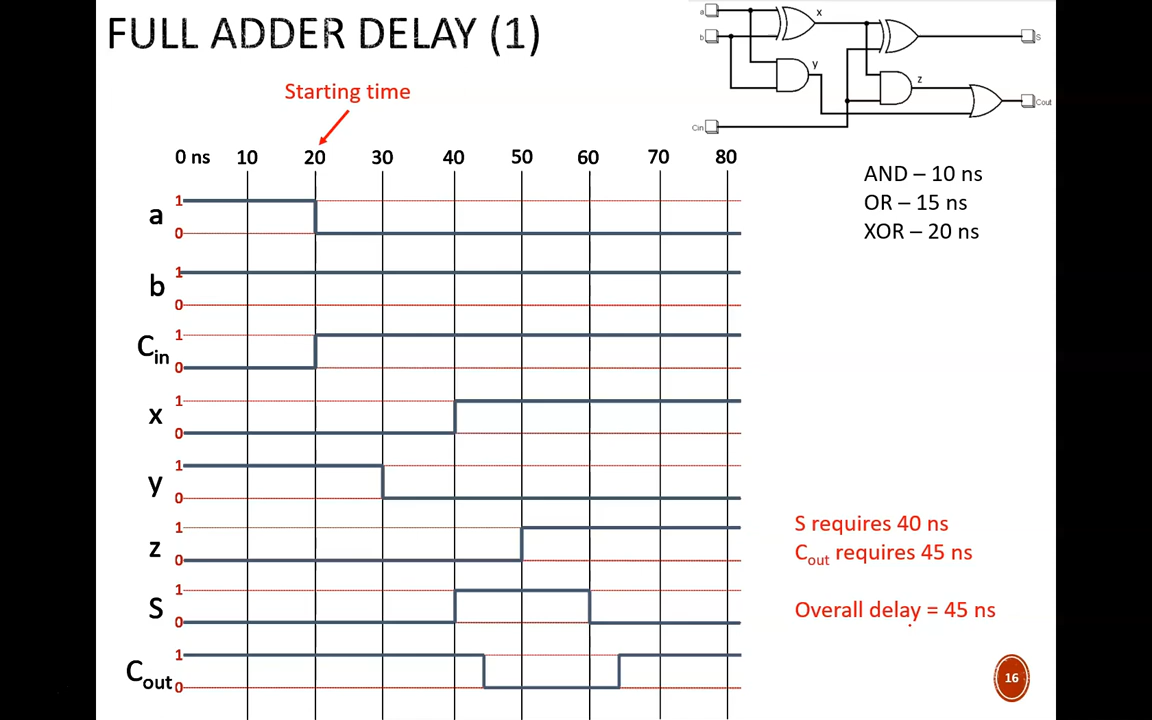 FULL ADDER DELAY (1)
a
b
Cin
x
y
z
S
Cout
Starting time
0 ns 10 20 30 40 50 60 70 80
AND – 10 ns
OR – 15 ns
XOR – 20 ns
1
a
0
1
b
0
1
Cin
0
1
x
0
1
y
0
1
z
0
1
S
0
1
Cout
0
S requires 40 ns
Cout requires 45 ns
Overall delay = 45 ns
16